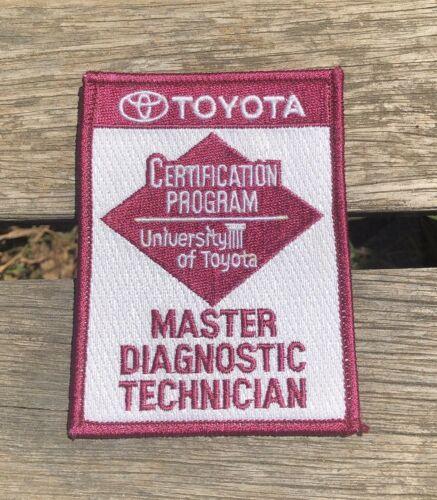 TOYOTA
CERTIFICATION
PROGRAM
University
of Toyota
MASTER
DIAGNOSTIC
TECHNICIAN